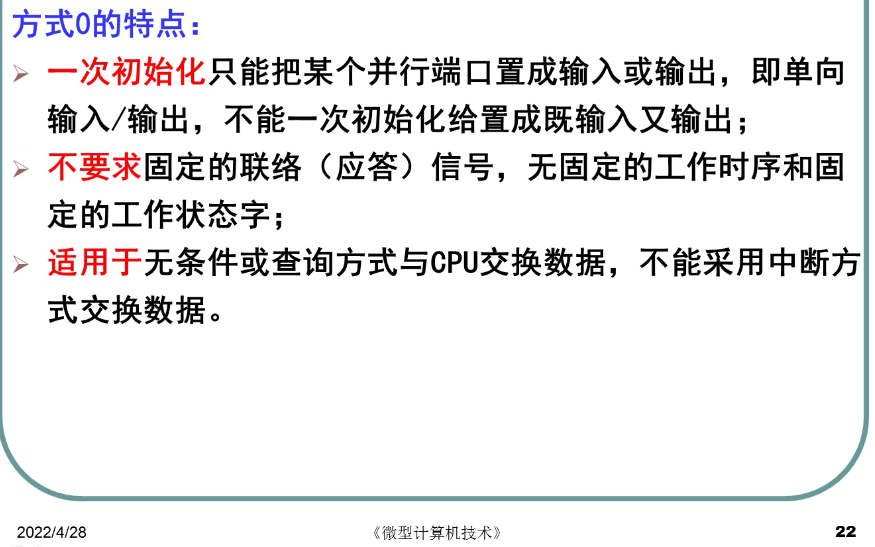 方式0的特点：
➢ 一次初始化只能把某个并行端口置成输入或输出，即单向
输入/输出，不能一次初始化给置成既输入又输出；
➢ 不要求固定的联络（应答）信号，无固定的工作时序和固
定的工作状态字；
➢ 适用于无条件或查询方式与CPU交换数据，不能采用中断方
式交换数据。
2022/4/28
《微型计算机技术》
22